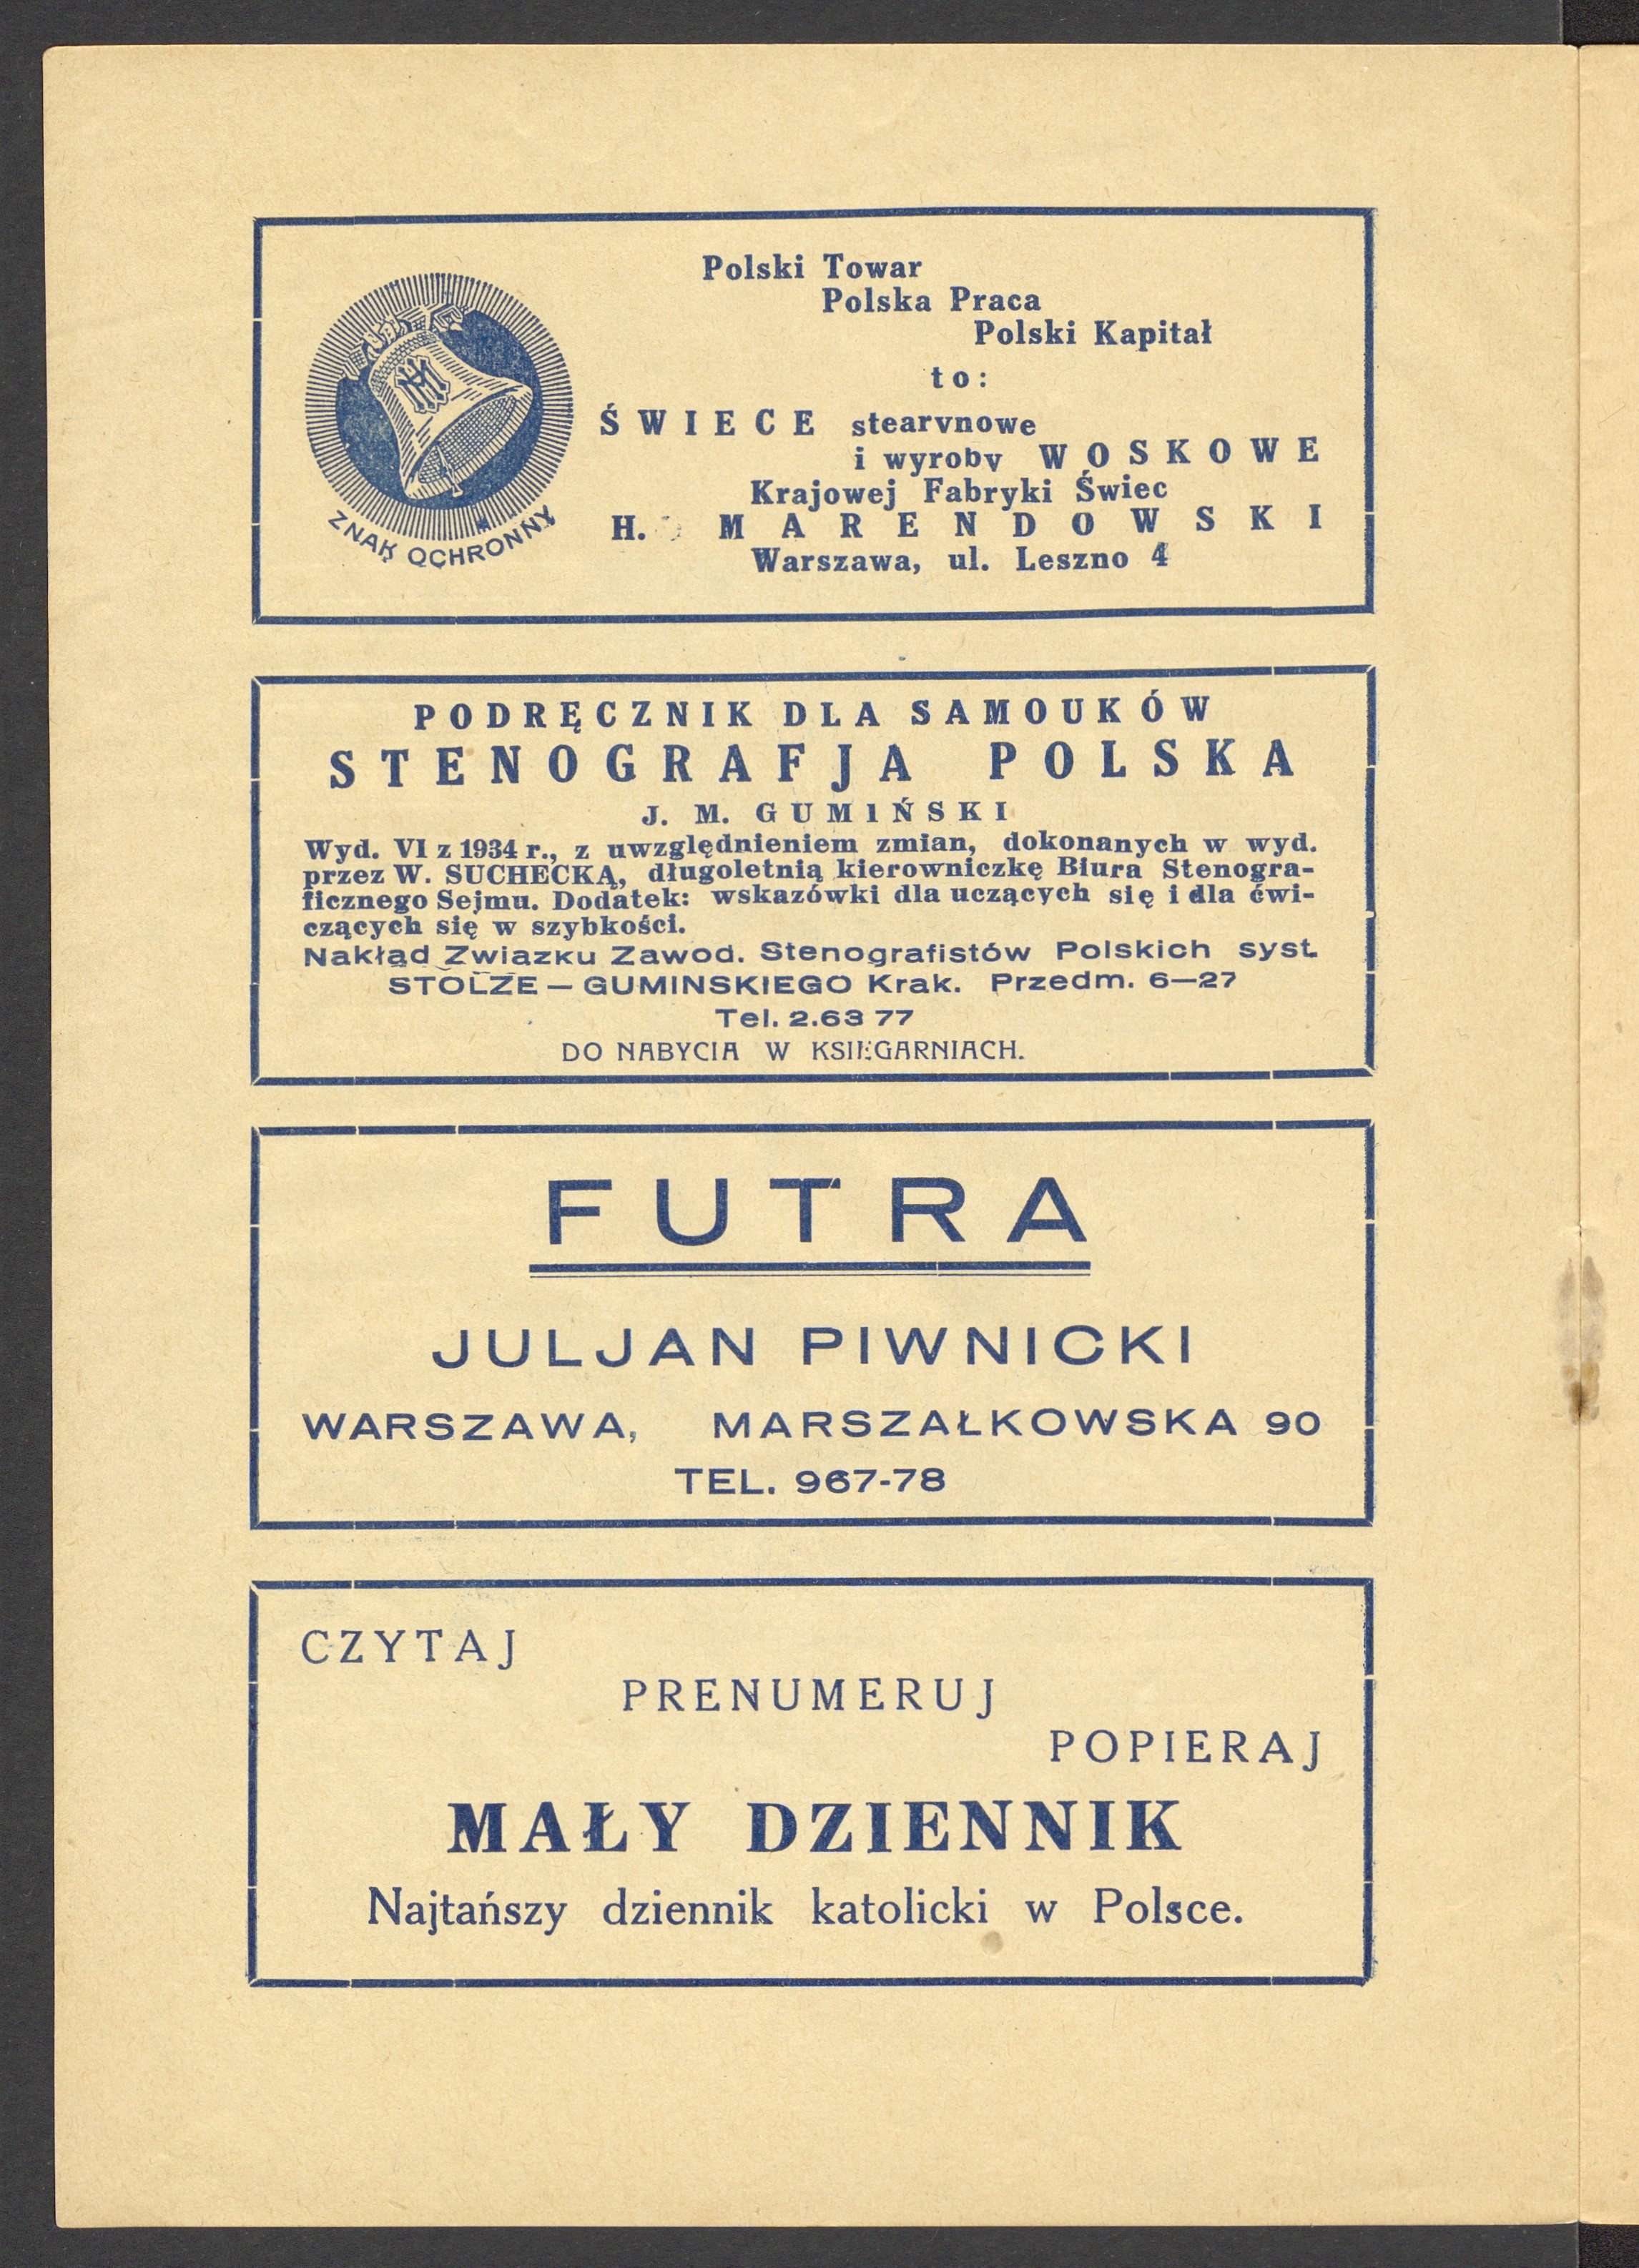 Polski Towar
Polska Praca
Polski Kapitał
to:
ŚWIECE stearynowe
i wyroby WOSKOWE
Krajowej Fabryki Świec
H. MARENDOWSKI
Warszawa, ul. Leszno 4
HM
ZNAK OCHRONNY
PODRĘCZNIK DLA SAMOUKÓW
STENOGRAFJA POLSKA
J. M. GUMIŃSKI
Wyd. VI z 1934 r., z uwzględnieniem zmian, dokonanych w wyd.
przez W. SUCHECKĄ, długoletnią kierowniczkę Biura Stenogra-
ficznego Sejmu. Dodatek: wskazówki dla uczących się i dla ćwi-
czących się w szybkości.
Nakład Związku Zawod. Stenografistów Polskich syst.
STOLZE — GUMINSKIEGO Krak. Przedm. 6—27
Tel. 2.63 77
DO NABYCIA W KSIĘGARNIACH.
FUTRA
JULJAN PIWNICKI
WARSZAWA, MARSZAŁKOWSKA 90
TEL. 967-78
CZYTAJ
PRENUMERUJ
POPIERAJ
MAŁY DZIENNIK
Najtańszy dziennik katolicki w Polsce.